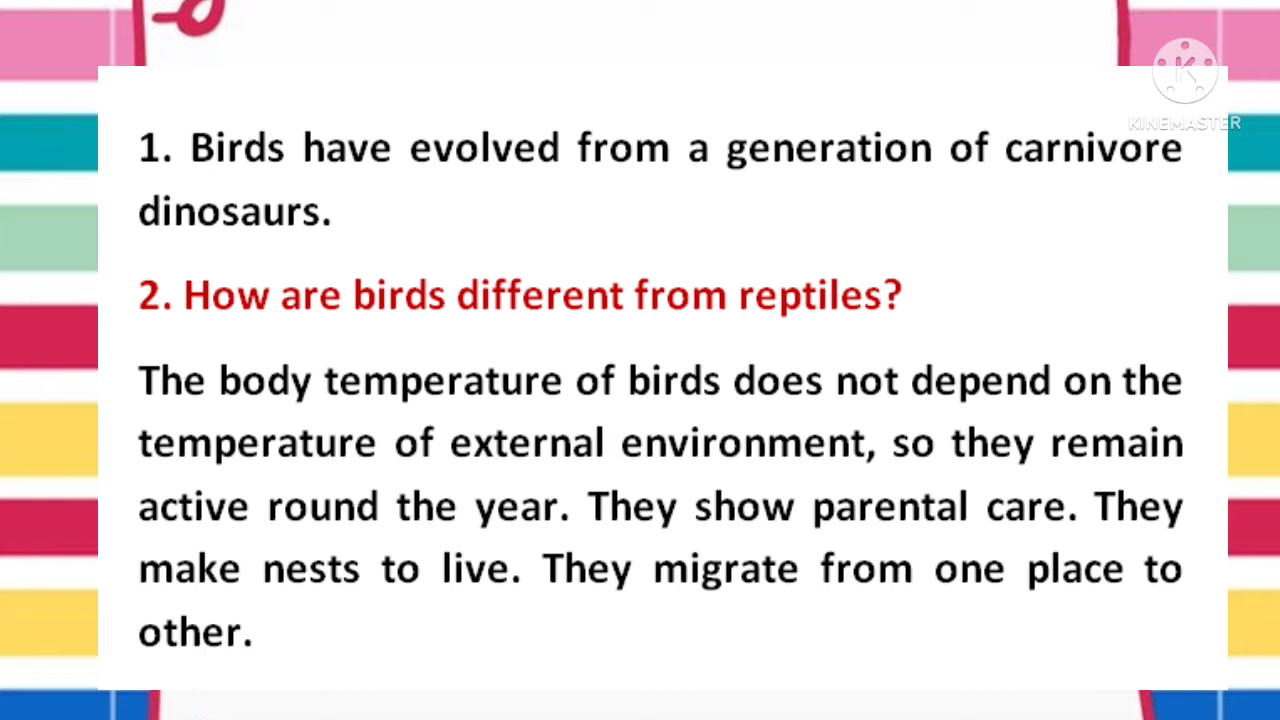 KINEMASTER
1. Birds have evolved from a generation of carnivore
dinosaurs.
2. How are birds different from reptiles?
The body temperature of birds does not depend on the
temperature of external environment, so they remain
active round the year. They show parental care. They
make nests to live. They migrate from one place to
other.